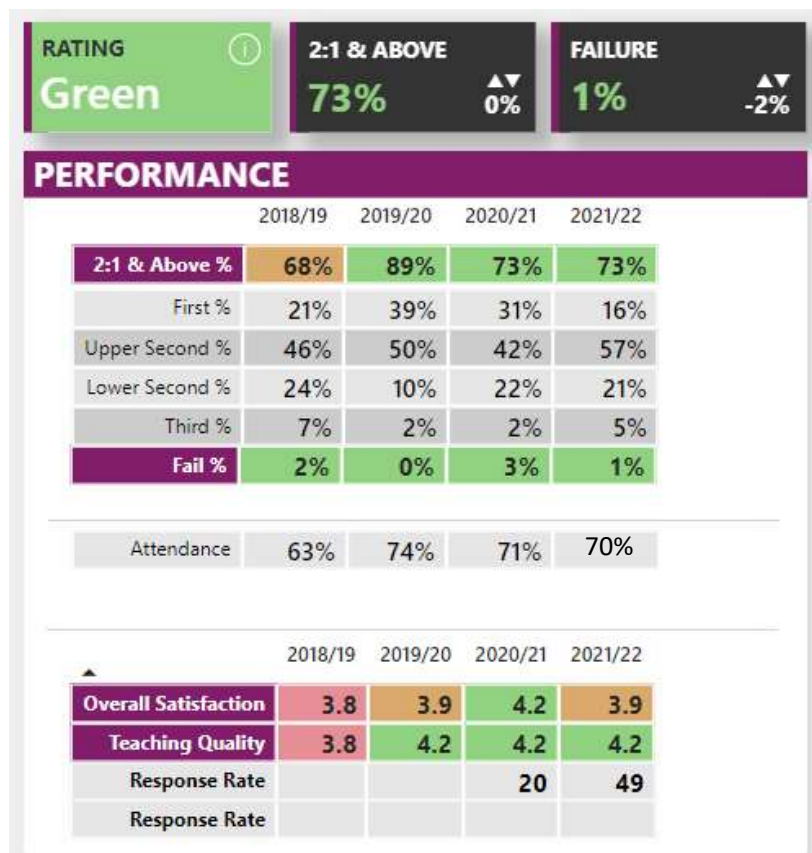 RATING ⓘ 2:1 & ABOVE FAILURE
Green 73% ▲▼ 0% 1% ▲▼ -2%
PERFORMANCE
2018/19 2019/20 2020/21 2021/22
2:1 & Above % 68% 89% 73% 73%
First % 21% 39% 31% 16%
Upper Second % 46% 50% 42% 57%
Lower Second % 24% 10% 22% 21%
Third % 7% 2% 2% 5%
Fail % 2% 0% 3% 1%
Attendance 63% 74% 71% 70%
2018/19 2019/20 2020/21 2021/22
Overall Satisfaction 3.8 3.9 4.2 3.9
Teaching Quality 3.8 4.2 4.2 4.2
Response Rate 20 49
Response Rate